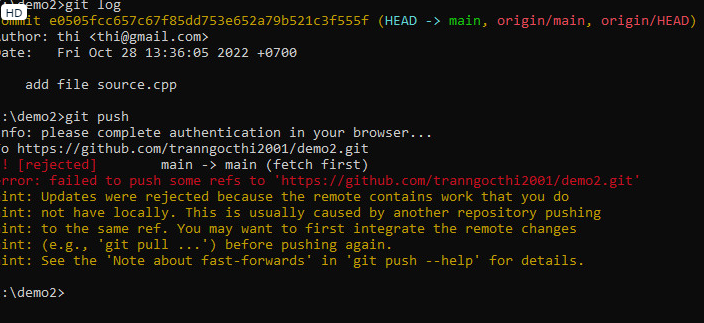 HD
:\demo2>git log
ommit e0505fcc657c67f85dd753e652a79b521c3f555f (HEAD -> main, origin/main, origin/HEAD)
Author: thi <thi@gmail.com>
Date:   Fri Oct 28 13:36:05 2022 +0700
add file source.cpp
:\demo2>git push
nfo: please complete authentication in your browser...
o https://github.com/tranngocthi2001/demo2.git
! [rejected]        main -> main (fetch first)
error: failed to push some refs to 'https://github.com/tranngocthi2001/demo2.git'
int: Updates were rejected because the remote contains work that you do
int: not have locally. This is usually caused by another repository pushing
int: to the same ref. You may want to first integrate the remote changes
int: (e.g., 'git pull ...') before pushing again.
int: See the 'Note about fast-forwards' in 'git push --help' for details.
:\demo2>